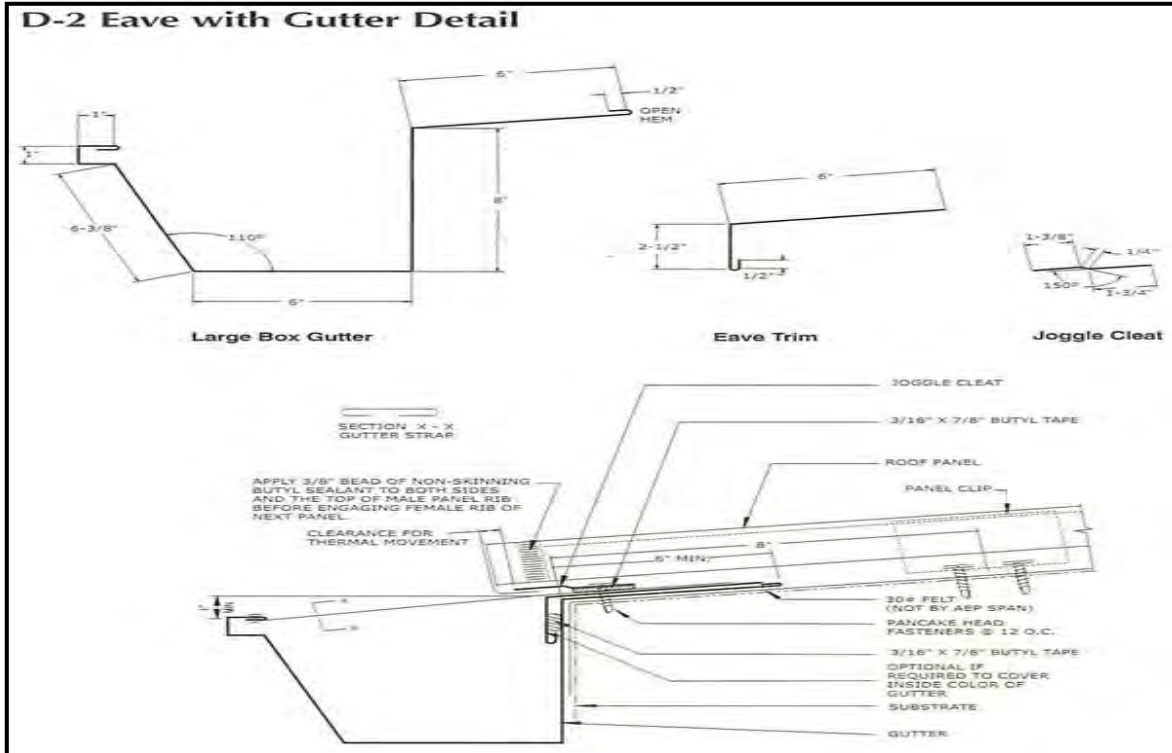 D-2 Eave with Gutter Detail
6"
1/2"
OPEN
HEM
1"
1"
8"
6-3/8"
110º
6"
6"
2-1/2"
1/2"
1-3/8"
1/4"
150º
1-3/4"
Large Box Gutter
Eave Trim
Joggle Cleat
JOGGLE CLEAT
SECTION X - X
GUTTER STRAP
3/16" X 7/8" BUTYL TAPE
ROOF PANEL
APPLY 3/8" BEAD OF NON-SKINNING
BUTYL SEALANT TO BOTH SIDES
AND THE TOP OF MALE PANEL RIB
BEFORE ENGAGING FEMALE RIB OF
NEXT PANEL.
PANEL CLIP
CLEARANCE FOR
THERMAL MOVEMENT
8"
6" MIN.
1"
MIN
30# FELT
(NOT BY AEP SPAN)
PANCAKE HEAD
FASTENERS @ 12 O.C.
3/16" X 7/8" BUTYL TAPE
OPTIONAL IF
REQUIRED TO COVER
INSIDE COLOR OF
GUTTER
SUBSTRATE
GUTTER